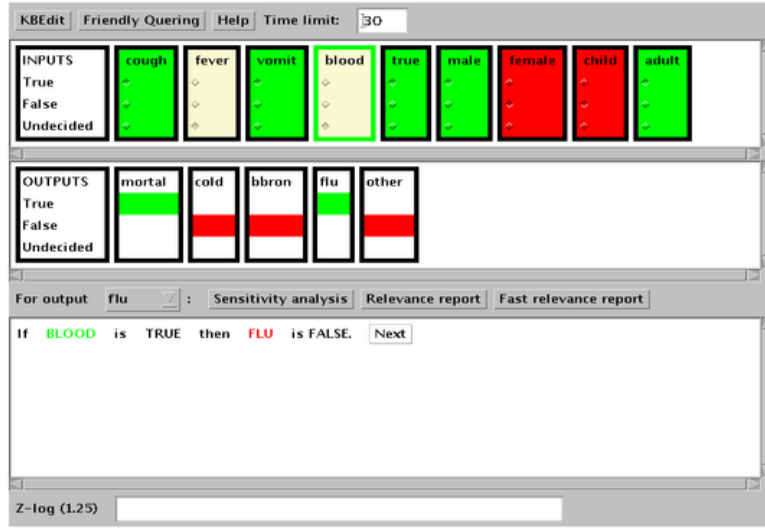 KBEdit Friendly Quering Help Time limit: 30
INPUTS cough fever vomit blood true male female child adult
True
False
Undecided
OUTPUTS mortal cold bbron flu other
True
False
Undecided
For output flu : Sensitivity analysis Relevance report Fast relevance report
If BLOOD is TRUE then FLU is FALSE. Next
Z-log (1.25)